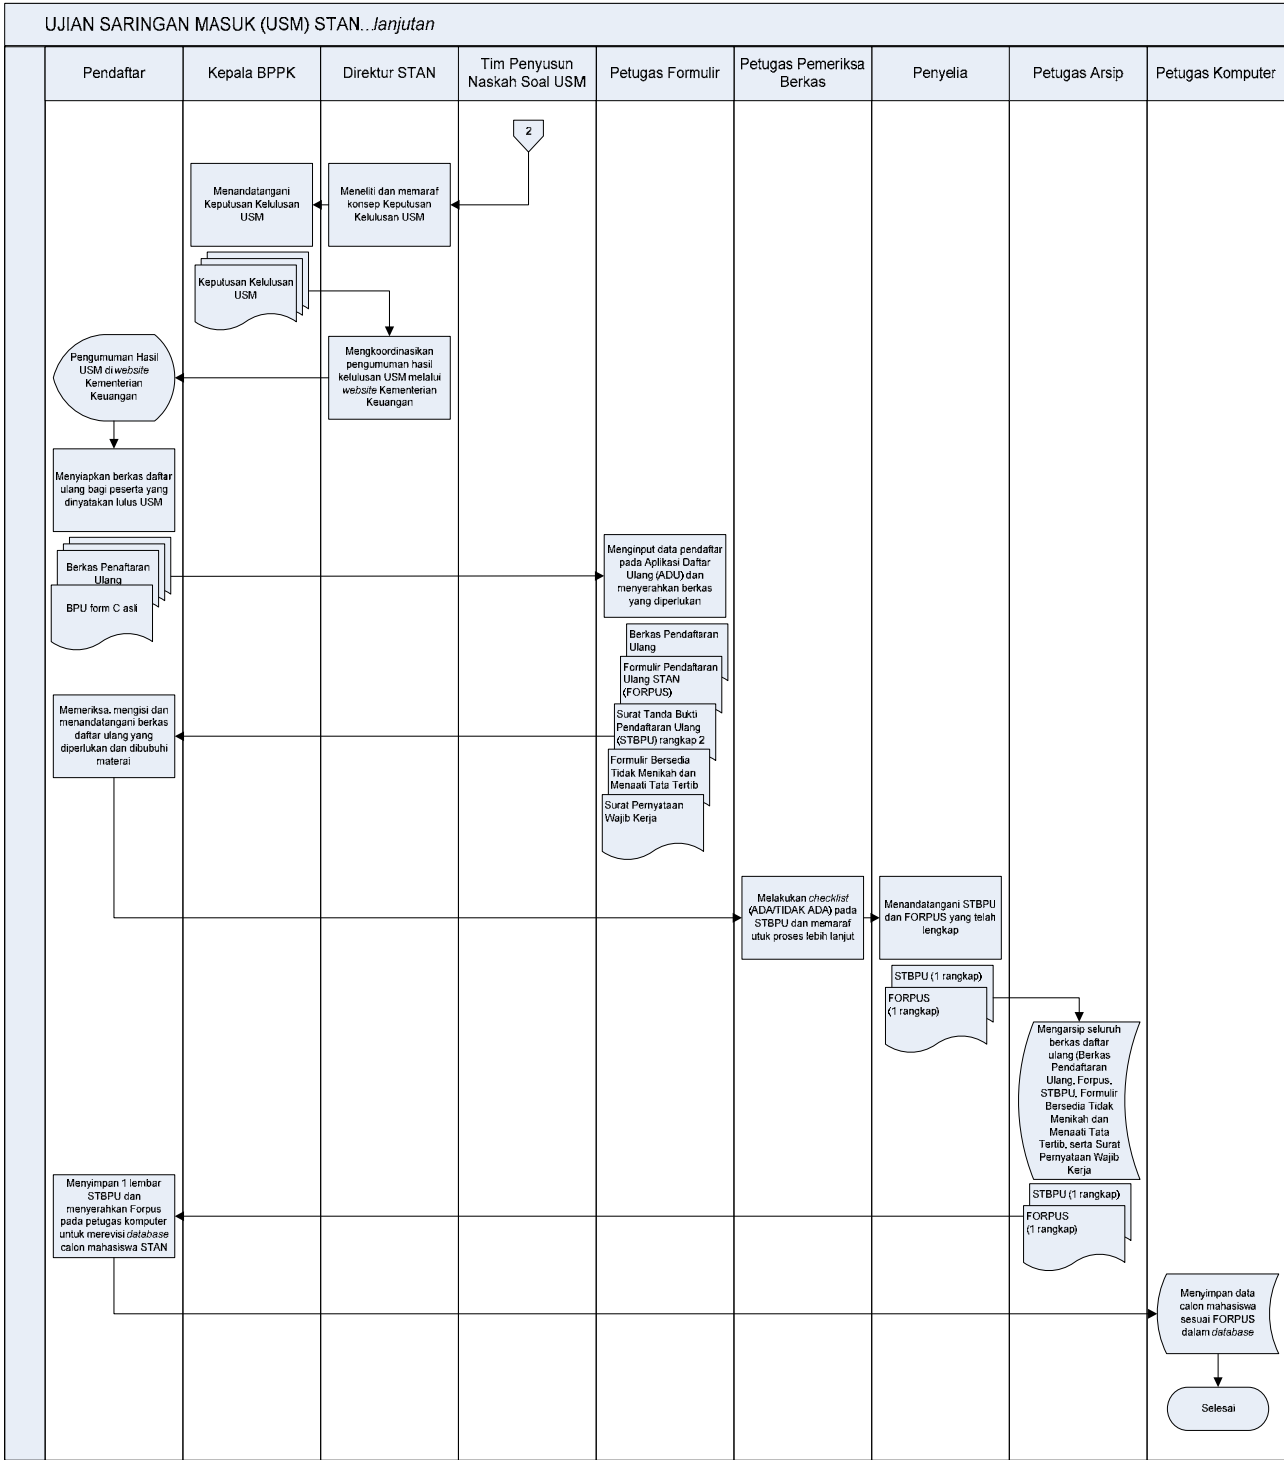 UJIAN SARINGAN MASUK (USM) STAN...lanjutan
Pendaftar
Kepala BPPK
Direktur STAN
Tim Penyusun
Naskah Soal USM
Petugas Formulir
Petugas Pemeriksa
Berkas
Penyelia
Petugas Arsip
Petugas Komputer
2
Menandatangani
Keputusan Kelulusan
USM
Meneliti dan memaraf
konsep Keputusan
Kelulusan USM
Keputusan Kelulusan
USM
Pengumuman Hasil
USM di website
Kementerian
Keuangan
Mengkoordinasikan
pengumuman hasil
kelulusan USM melalui
website Kementerian
Keuangan
Menyiapkan berkas daftar
ulang bagi peserta yang
dinyatakan lulus USM
Berkas Penaftaran
Ulang
BPU form C asli
Menginput data pendaftar
pada Aplikasi Daftar
Ulang (ADU) dan
menyerahkan berkas
yang diperlukan
Berkas Pendaftaran
Ulang
Formulir Pendaftaran
Ulang STAN
(FORPUS)
Surat Tanda Bukti
Pendaftaran Ulang
(STBPU) rangkap 2
Formulir Bersedia
Tidak Menikah dan
Menaati Tata Tertib
Surat Pernyataan
Wajib Kerja
Memeriksa, mengisi dan
menandatangani berkas
daftar ulang yang
diperlukan dan dibubuhi
materai
Melakukan checklist
(ADA/TIDAK ADA) pada
STBPU dan memaraf
utuk proses lebih lanjut
Menandatangani STBPU
dan FORPUS yang telah
lengkap
STBPU (1 rangkap)
FORPUS
(1 rangkap)
Mengarsip seluruh
berkas daftar
ulang (Berkas
Pendaftaran
Ulang, Forpus,
STBPU, Formulir
Bersedia Tidak
Menikah dan
Menaati Tata
Tertib, serta Surat
Pernyataan Wajib
Kerja
STBPU (1 rangkap)
FORPUS
(1 rangkap)
Menyimpan 1 lembar
STBPU dan
menyerahkan Forpus
pada petugas komputer
untuk merevisi database
calon mahasiswa STAN
Menyimpan data
calon mahasiswa
sesuai FORPUS
dalam database
Selesai